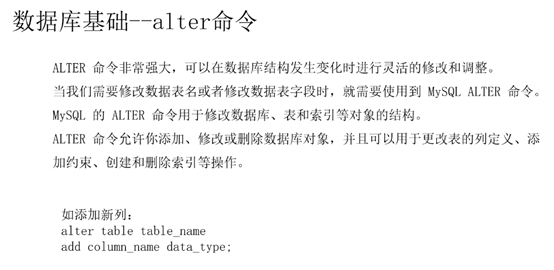 数据库基础--alter命令
ALTER 命令非常强大，可以在数据库结构发生变化时进行灵活的修改和调整。
当我们需要修改数据表名或者修改数据表字段时，就需要使用到 MySQL ALTER 命令。
MySQL 的 ALTER 命令用于修改数据库、表和索引等对象的结构。
ALTER 命令允许你添加、修改或删除数据库对象，并且可以用于更改表的列定义、添
加约束、创建和删除索引等操作。
如添加新列：
alter table table_name
add column_name data_type;